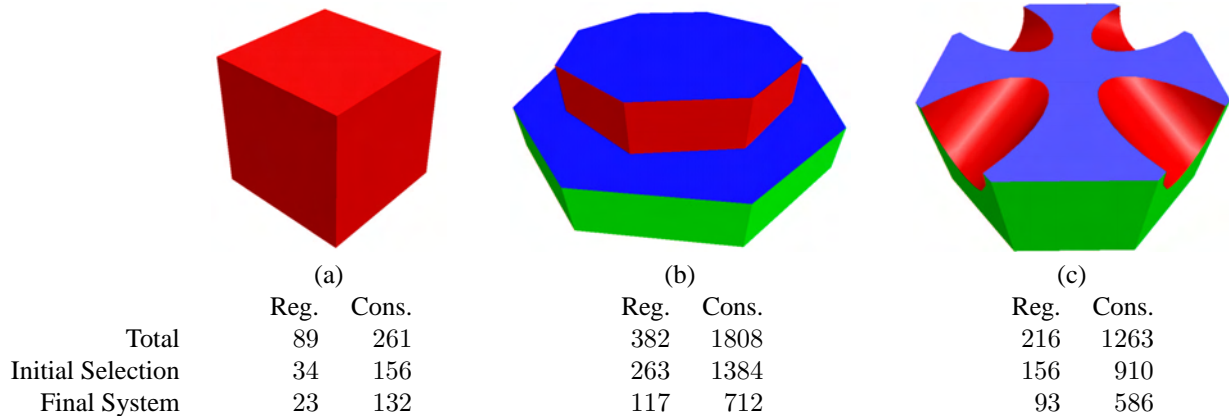 (a) (b) (c)
Reg. Cons. Reg. Cons. Reg. Cons.
Total 89 261 382 1808 216 1263
Initial Selection 34 156 263 1384 156 910
Final System 23 132 117 712 93 586